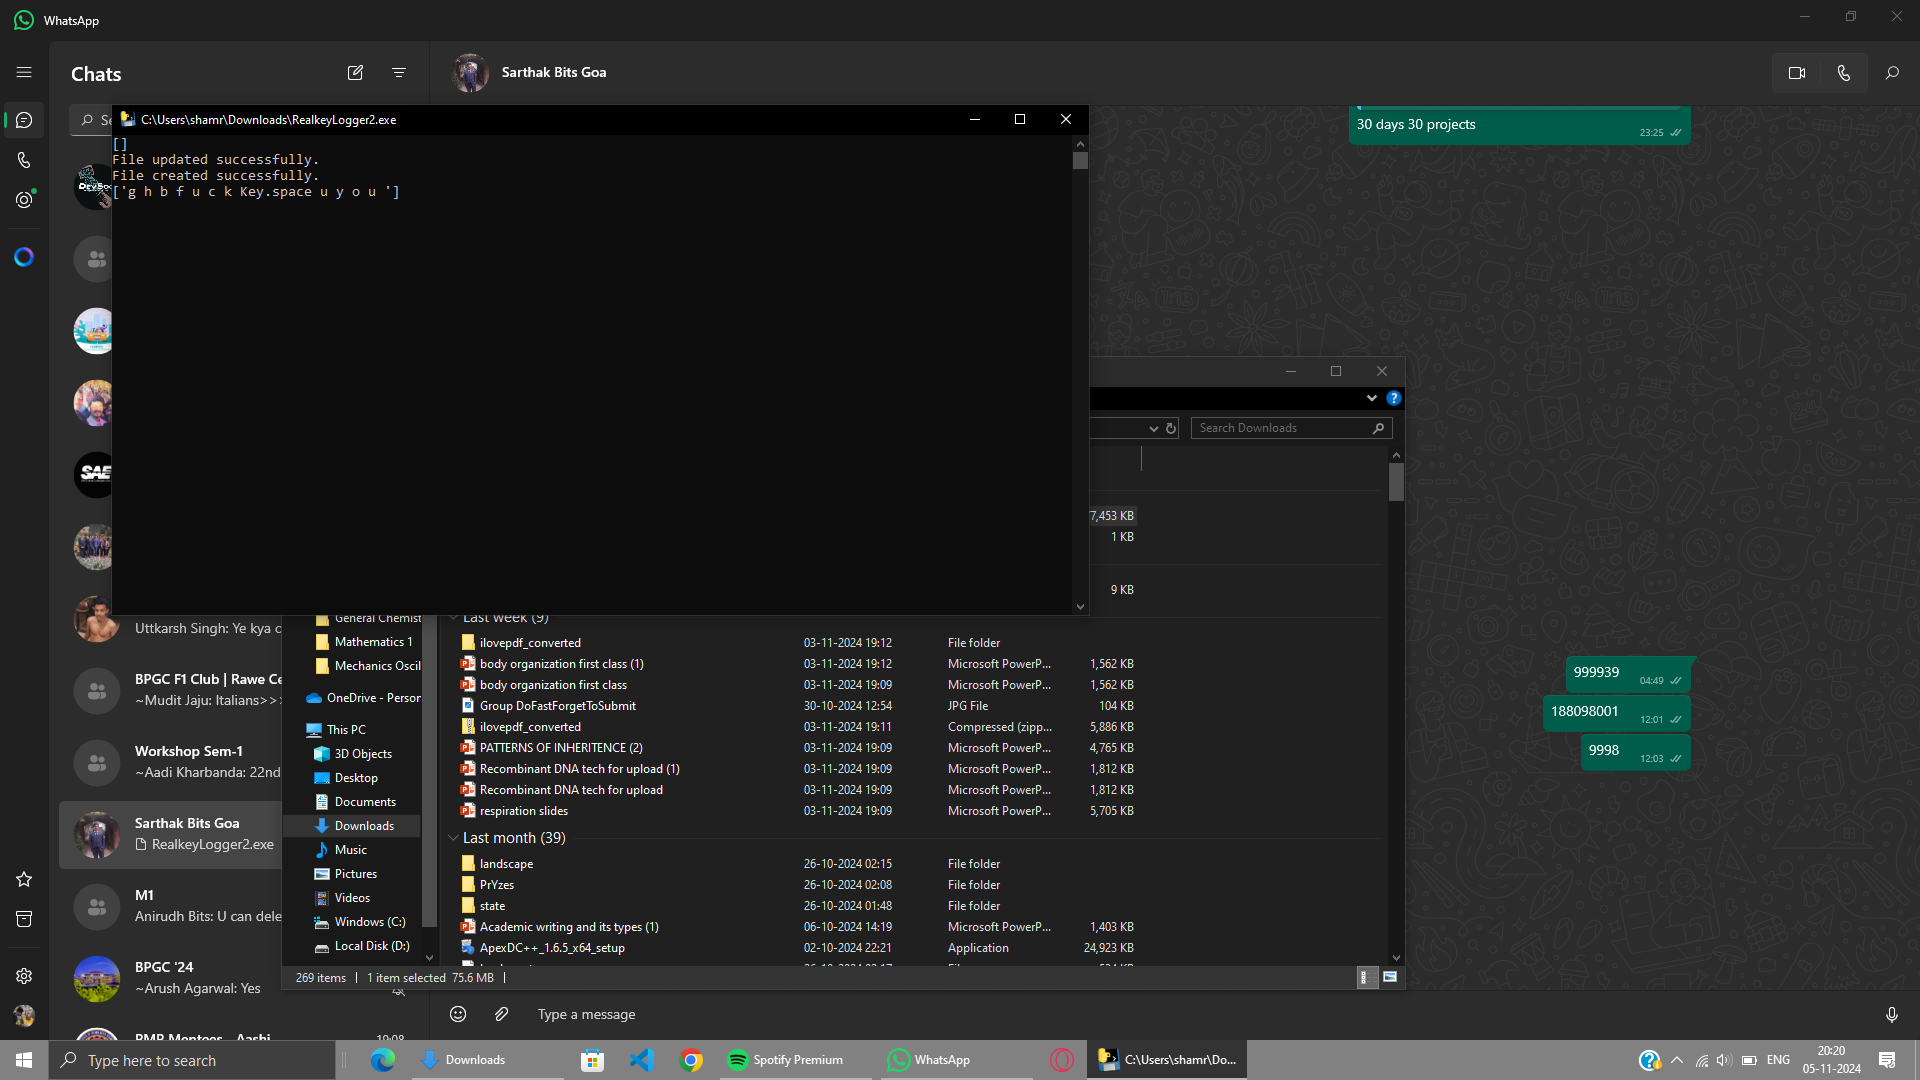 WhatsApp
Chats
Sarthak Bits Goa
C:\Users\shamr\Downloads\RealkeyLogger2.exe
[]
File updated successfully.
File created successfully.
['g h b f u c k Key.space u y o u ']
30 days 30 projects
23:25
Search Downloads
7,453 KB
1 KB
9 KB
General Chemist
Mathematics 1
Mechanics Oscil
OneDrive - Person
This PC
3D Objects
Desktop
Documents
Downloads
Music
Pictures
Videos
Windows (C:)
Local Disk (D:)
Last week (9)
ilovepdf_converted 03-11-2024 19:12 File folder
body organization first class (1) 03-11-2024 19:12 Microsoft PowerP... 1,562 KB
body organization first class 03-11-2024 19:09 Microsoft PowerP... 1,562 KB
Group DoFastForgetToSubmit 30-10-2024 12:54 JPG File 104 KB
ilovepdf_converted 03-11-2024 19:11 Compressed (zipp... 5,886 KB
PATTERNS OF INHERITENCE (2) 03-11-2024 19:09 Microsoft PowerP... 4,765 KB
Recombinant DNA tech for upload (1) 03-11-2024 19:09 Microsoft PowerP... 1,812 KB
Recombinant DNA tech for upload 03-11-2024 19:09 Microsoft PowerP... 1,812 KB
respiration slides 03-11-2024 19:09 Microsoft PowerP... 5,705 KB
Last month (39)
landscape 26-10-2024 02:15 File folder
PrYzes 26-10-2024 02:08 File folder
state 26-10-2024 01:48 File folder
Academic writing and its types (1) 06-10-2024 14:19 Microsoft PowerP... 1,403 KB
ApexDC++_1.6.5_x64_setup 02-10-2024 22:21 Application 24,923 KB
269 items 1 item selected 75.6 MB
Uttkarsh Singh: Ye kya c
BPGC F1 Club | Rawe Ce
~Mudit Jaju: Italians>>
Workshop Sem-1
~Aadi Kharbanda: 22nd
Sarthak Bits Goa
RealkeyLogger2.exe
M1
Anirudh Bits: U can dele
BPGC '24
~Arush Agarwal: Yes
PMP Mentees - Aashi
19:08
999939 04:49
188098001 12:01
9998 12:03
Type a message
Type here to search
Downloads
Spotify Premium
WhatsApp
C:\Users\shamr\Do...
ENG
20:20
05-11-2024